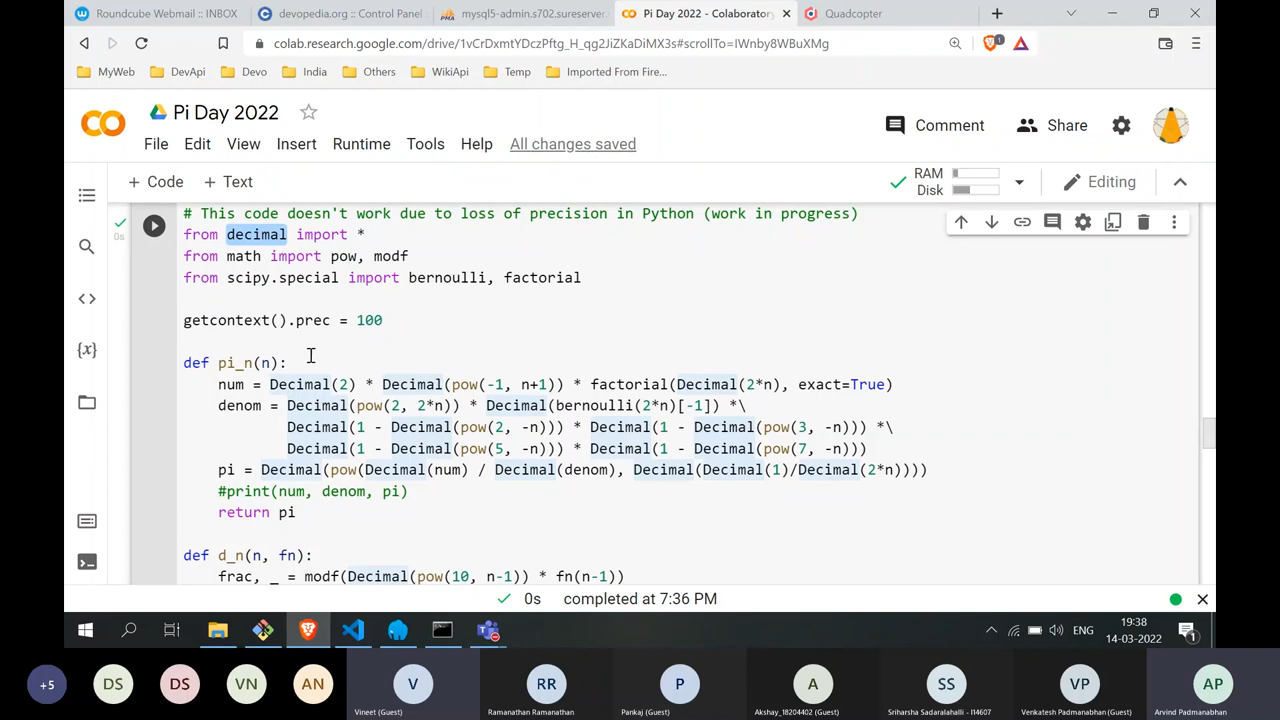 Roundcube Webmail :: INBOX
devopedia.org :: Control Panel
mysql5-admin.s702.sureserver.
Pi Day 2022 - Colaboratory
Quadcopter
colab.research.google.com/drive/1vCrDxmtYDczPftg_H_qg2JiZKaDiMX3s#scrollTo=IWnby8WBuXMg
1
MyWeb
DevApi
Devo
India
Others
WikiApi
Temp
Imported From Fire...
Pi Day 2022
Comment
Share
File Edit View Insert Runtime Tools Help All changes saved
+ Code + Text
RAM
Disk
Editing
0s
# This code doesn't work due to loss of precision in Python (work in progress)
from decimal import *
from math import pow, modf
from scipy.special import bernoulli, factorial
getcontext().prec = 100
def pi_n(n):
num = Decimal(2) * Decimal(pow(-1, n+1)) * factorial(Decimal(2*n), exact=True)
denom = Decimal(pow(2, 2*n)) * Decimal(bernoulli(2*n)[-1]) *\
Decimal(1 - Decimal(pow(2, -n))) * Decimal(1 - Decimal(pow(3, -n))) *\
Decimal(1 - Decimal(pow(5, -n))) * Decimal(1 - Decimal(pow(7, -n)))
pi = Decimal(pow(Decimal(num) / Decimal(denom), Decimal(Decimal(1)/Decimal(2*n))))
#print(num, denom, pi)
return pi
def d_n(n, fn):
frac, _ = modf(Decimal(pow(10, n-1)) * fn(n-1))
{x}
0s completed at 7:36 PM
ENG
19:38
14-03-2022
1
+5
DS
DS
VN
AN
V
RR
P
A
SS
VP
AP
Vineet (Guest)
Ramanathan Ramanathan
Pankaj (Guest)
Akshay_18204402 (Guest)
Sriharsha Sadaralahalli - I14607
Venkatesh Padmanabhan (Guest)
Arvind Padmanabhan